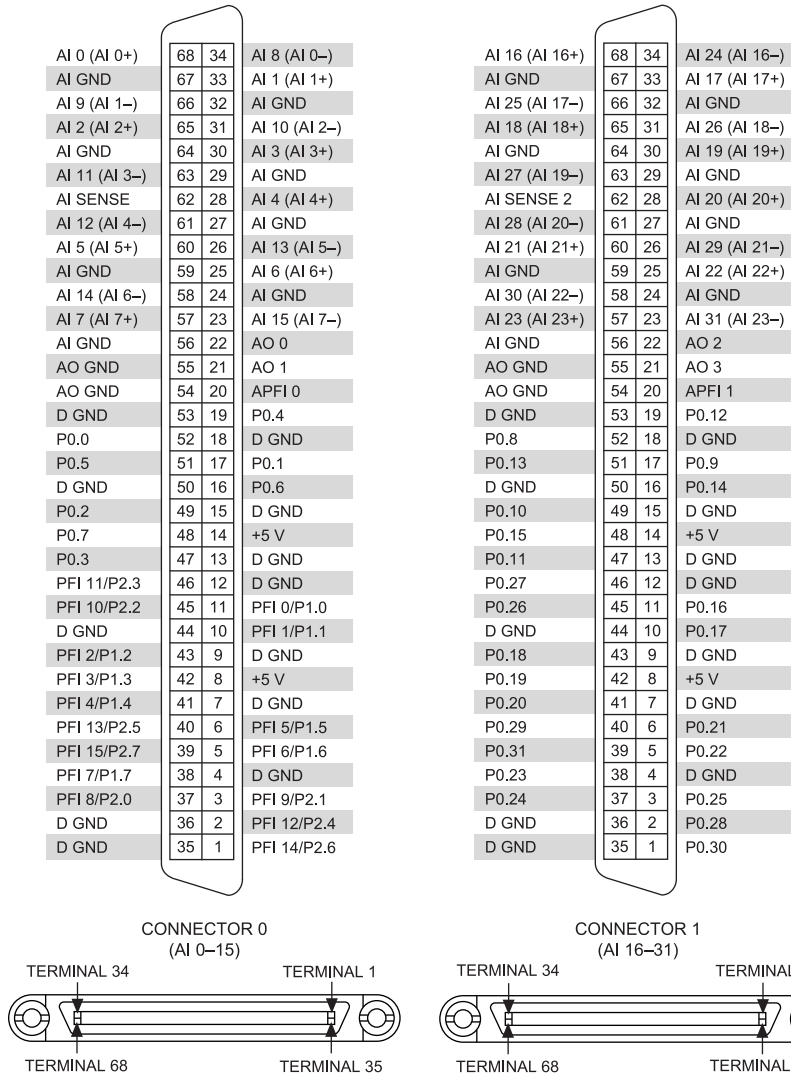 AI 0 (AI 0+) 68 34 AI 8 (AI 0–)
AI GND 67 33 AI 1 (AI 1+)
AI 9 (AI 1–) 66 32 AI GND
AI 2 (AI 2+) 65 31 AI 10 (AI 2–)
AI GND 64 30 AI 3 (AI 3+)
AI 11 (AI 3–) 63 29 AI GND
AI SENSE 62 28 AI 4 (AI 4+)
AI 12 (AI 4–) 61 27 AI GND
AI 5 (AI 5+) 60 26 AI 13 (AI 5–)
AI GND 59 25 AI 6 (AI 6+)
AI 14 (AI 6–) 58 24 AI GND
AI 7 (AI 7+) 57 23 AI 15 (AI 7–)
AI GND 56 22 AO 0
AO GND 55 21 AO 1
AO GND 54 20 APFI 0
D GND 53 19 P0.4
P0.0 52 18 D GND
P0.5 51 17 P0.1
D GND 50 16 P0.6
P0.2 49 15 D GND
P0.7 48 14 +5 V
P0.3 47 13 D GND
PFI 11/P2.3 46 12 D GND
PFI 10/P2.2 45 11 PFI 0/P1.0
D GND 44 10 PFI 1/P1.1
PFI 2/P1.2 43 9 D GND
PFI 3/P1.3 42 8 +5 V
PFI 4/P1.4 41 7 D GND
PFI 13/P2.5 40 6 PFI 5/P1.5
PFI 15/P2.7 39 5 PFI 6/P1.6
PFI 7/P1.7 38 4 D GND
PFI 8/P2.0 37 3 PFI 9/P2.1
D GND 36 2 PFI 12/P2.4
D GND 35 1 PFI 14/P2.6
CONNECTOR 0
(AI 0–15)
TERMINAL 34 TERMINAL 1
TERMINAL 68 TERMINAL 35
AI 16 (AI 16+) 68 34 AI 24 (AI 16–)
AI GND 67 33 AI 17 (AI 17+)
AI 25 (AI 17–) 66 32 AI GND
AI 18 (AI 18+) 65 31 AI 26 (AI 18–)
AI GND 64 30 AI 19 (AI 19+)
AI 27 (AI 19–) 63 29 AI GND
AI SENSE 2 62 28 AI 20 (AI 20+)
AI 28 (AI 20–) 61 27 AI GND
AI 21 (AI 21+) 60 26 AI 29 (AI 21–)
AI GND 59 25 AI 22 (AI 22+)
AI 30 (AI 22–) 58 24 AI GND
AI 23 (AI 23+) 57 23 AI 31 (AI 23–)
AI GND 56 22 AO 2
AO GND 55 21 AO 3
AO GND 54 20 APFI 1
D GND 53 19 P0.12
P0.8 52 18 D GND
P0.13 51 17 P0.9
D GND 50 16 P0.14
P0.10 49 15 D GND
P0.15 48 14 +5 V
P0.11 47 13 D GND
P0.27 46 12 D GND
P0.26 45 11 P0.16
D GND 44 10 P0.17
P0.18 43 9 D GND
P0.19 42 8 +5 V
P0.20 41 7 D GND
P0.29 40 6 P0.21
P0.31 39 5 P0.22
P0.23 38 4 D GND
P0.24 37 3 P0.25
D GND 36 2 P0.28
D GND 35 1 P0.30
CONNECTOR 1
(AI 16–31)
TERMINAL 34 TERMINAL
TERMINAL 68 TERMINAL